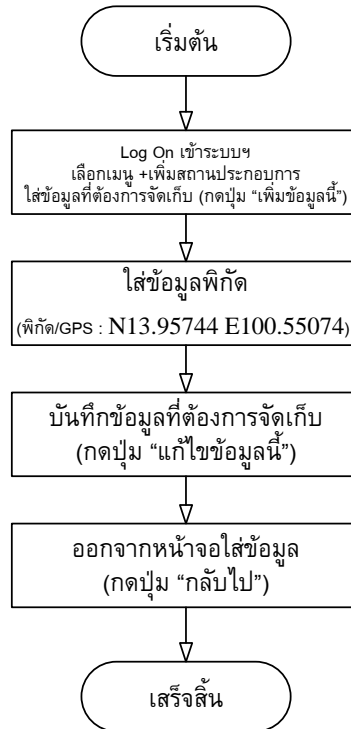 เริ่มต้น
Log On เข้าระบบฯ
เลือกเมนู +เพิ่มสถานประกอบการ
ใส่ข้อมูลที่ต้องการจัดเก็บ (กดปุ่ม “เพิ่มข้อมูลนี้”)
ใส่ข้อมูลพิกัด
(พิกัด/GPS : N13.95744 E100.55074)
บันทึกข้อมูลที่ต้องการจัดเก็บ
(กดปุ่ม “แก้ไขข้อมูลนี้”)
ออกจากหน้าจอใส่ข้อมูล
(กดปุ่ม “กลับไป”)
เสร็จสิ้น